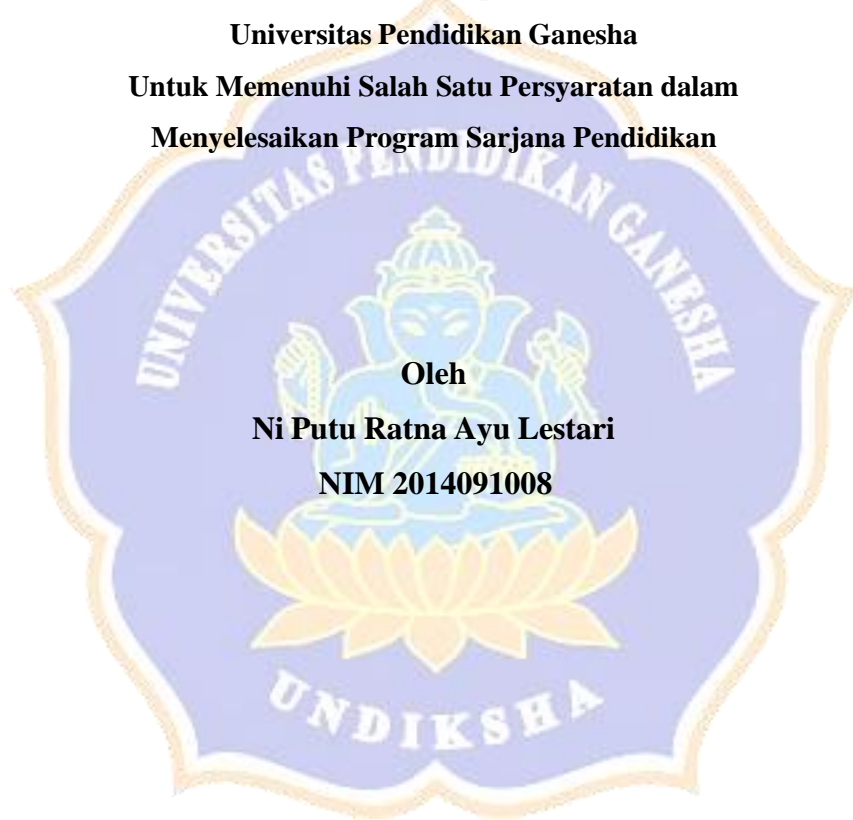 Universitas Pendidikan Ganesha
Untuk Memenuhi Salah Satu Persyaratan dalam
Menyelesaikan Program Sarjana Pendidikan
UNIVERSITAS PENDIDIKAN GANESHA
Oleh
Ni Putu Ratna Ayu Lestari
NIM 2014091008
UNDIKSHA